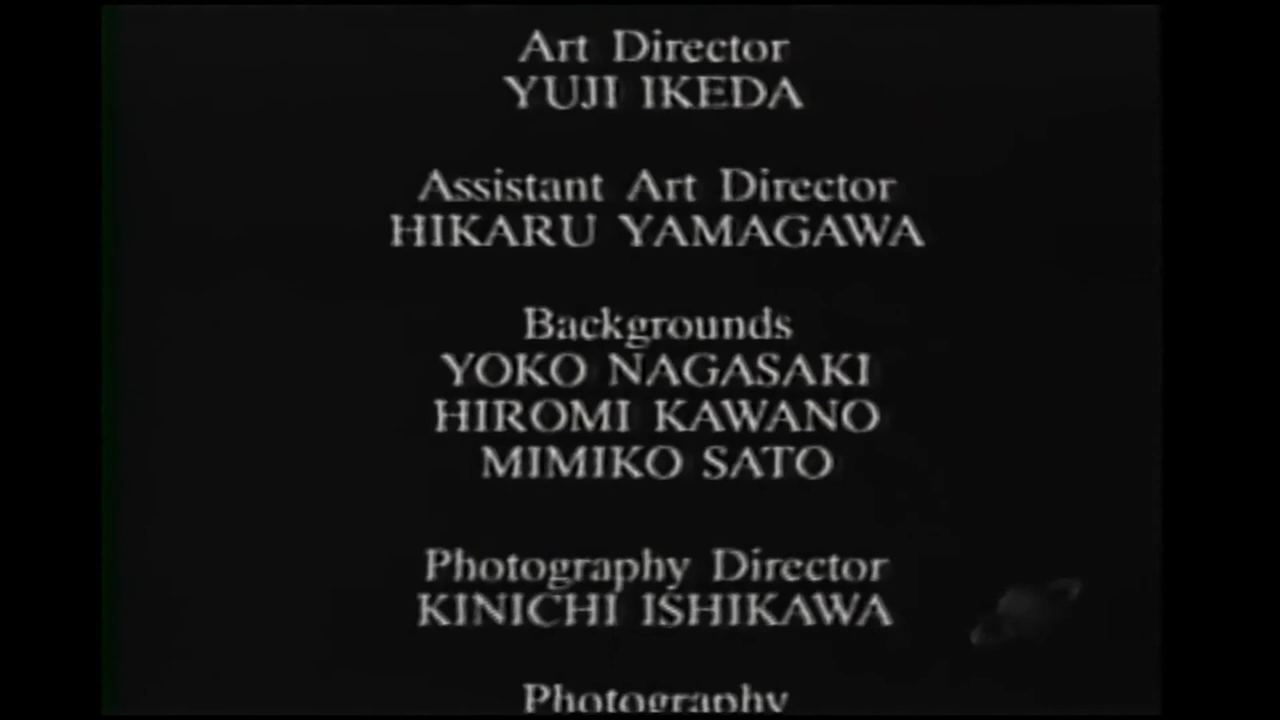 Art Director
YUJI IKEDA
Assistant Art Director
HIKARU YAMAGAWA
Backgrounds
YOKO NAGASAKI
HIROMI KAWANO
MIMIKO SATO
Photography Director
KINICHI ISHIKAWA
Photography